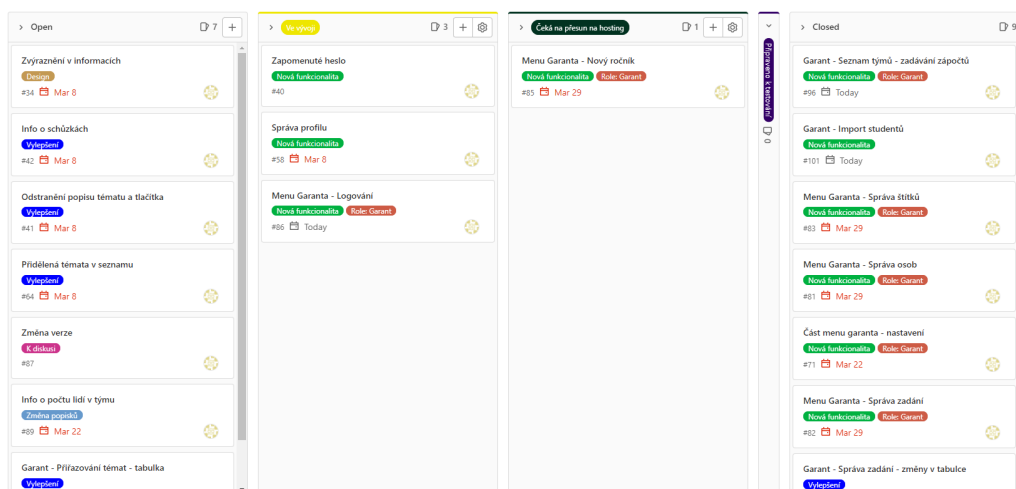 Open
7
Zvýraznění v informacích
Design
#34 Mar 8
Info o schůzkách
Vylepšení
#42 Mar 8
Odstranění popisu tématu a tlačítka
Vylepšení
#41 Mar 8
Přidělená témata v seznamu
Vylepšení
#64 Mar 8
Změna verze
K diskusi
#87
Info o počtu lidí v týmu
Změna popisků
#89 Mar 22
Garant - Přiřazování témat - tabulka
Vylepšení
Ve vývoji
3
Zapomenuté heslo
Nová funkcionalita
#40
Správa profilu
Nová funkcionalita
#58 Mar 8
Menu Garanta - Logování
Nová funkcionalita Role: Garant
#86 Today
Čeká na přesun na hosting
1
Menu Garanta - Nový ročník
Nová funkcionalita Role: Garant
#85 Mar 29
Připraveno k testování
0
Closed
9
Garant - Seznam týmů - zadávání zápočtů
Nová funkcionalita Role: Garant
#96 Today
Garant - Import studentů
Nová funkcionalita
#101 Today
Menu Garanta - Správa štítků
Nová funkcionalita Role: Garant
#83 Mar 29
Menu Garanta - Správa osob
Nová funkcionalita Role: Garant
#81 Mar 29
Část menu garanta - nastavení
Nová funkcionalita Role: Garant
#71 Mar 22
Menu Garanta - Správa zadání
Nová funkcionalita Role: Garant
#82 Mar 29
Garant - Správa zadání - změny v tabulce
Vylepšení